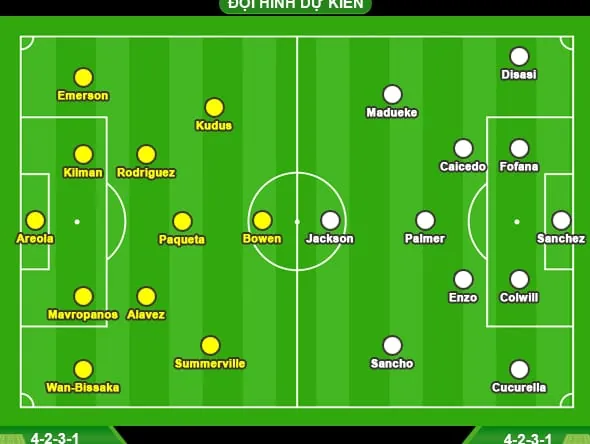 ĐỘI HÌNH DỰ KIẾN
Disasi
Emerson
Madueke
Kudus
Caicedo
Fofana
Kilman
Rodriguez
Areola
Paqueta
Bowen
Jackson
Palmer
Sanchez
Enzo
Colwill
Mavropanos
Alavez
Summerville
Sancho
Wan-Bissaka
Cucurella
4-2-3-1
4-2-3-1